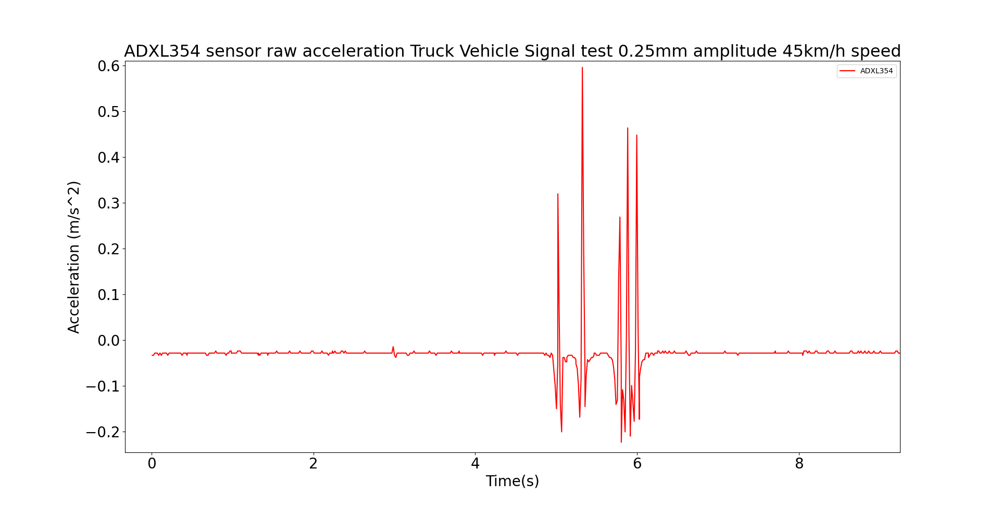 ADXL354 sensor raw acceleration Truck Vehicle Signal test 0.25mm amplitude 45km/h speed
ADXL354
0.6
0.5
0.4
0.3
0.2
0.1
0.0
−0.1
−0.2
Acceleration (m/s^2)
0 2 4 6 8
Time(s)